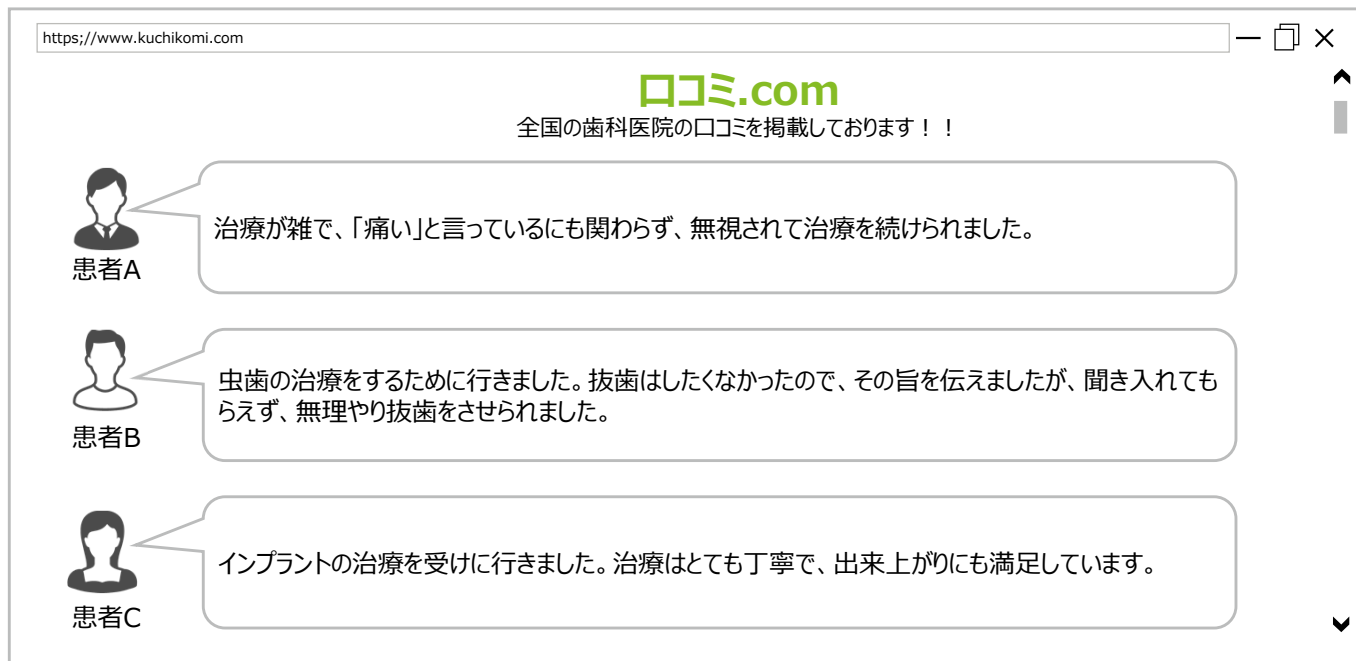 https;//www.kuchikomi.com
口コミ.com
全国の歯科医院の口コミを掲載しております！！
治療が雑で、「痛い」と言っているにも関わらず、無視されて治療を続けられました。
患者A
虫歯の治療をするために行きました。抜歯はしたくなかったので、その旨を伝えましたが、聞き入れても
らえず、無理やり抜歯をさせられました。
患者B
インプラントの治療を受けに行きました。治療はとても丁寧で、出来上がりにも満足しています。
患者C